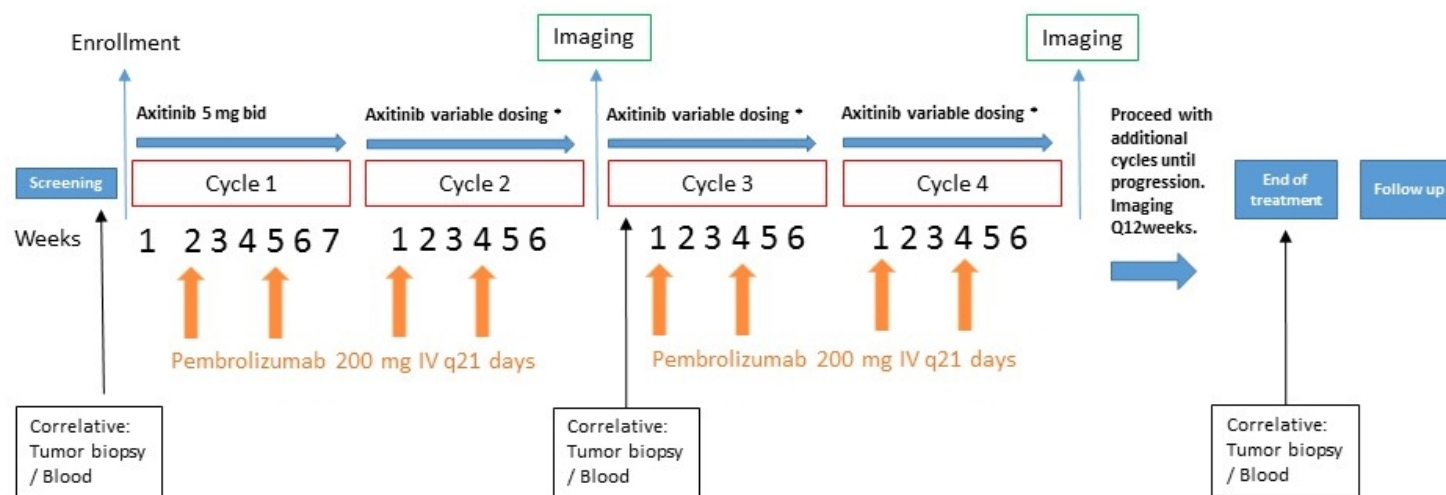 Enrollment
Imaging
Imaging
Axitinib 5 mg bid
Axitinib variable dosing *
Axitinib variable dosing *
Axitinib variable dosing *
Proceed with
additional
cycles until
progression.
Imaging
Q12weeks.
Screening
Cycle 1
Cycle 2
Cycle 3
Cycle 4
End of
treatment
Follow up
Weeks
1 2 3 4 5 6 7
1 2 3 4 5 6
1 2 3 4 5 6
1 2 3 4 5 6
Pembrolizumab 200 mg IV q21 days
Pembrolizumab 200 mg IV q21 days
Correlative:
Tumor biopsy
/ Blood
Correlative:
Tumor biopsy
/ Blood
Correlative:
Tumor biopsy
/ Blood